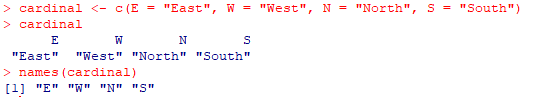 > cardinal <- c(E = "East", W = "West", N = "North", S = "South")
> cardinal
      E       W       N       S
 "East"  "West" "North" "South"
> names(cardinal)
[1] "E" "W" "N" "S"